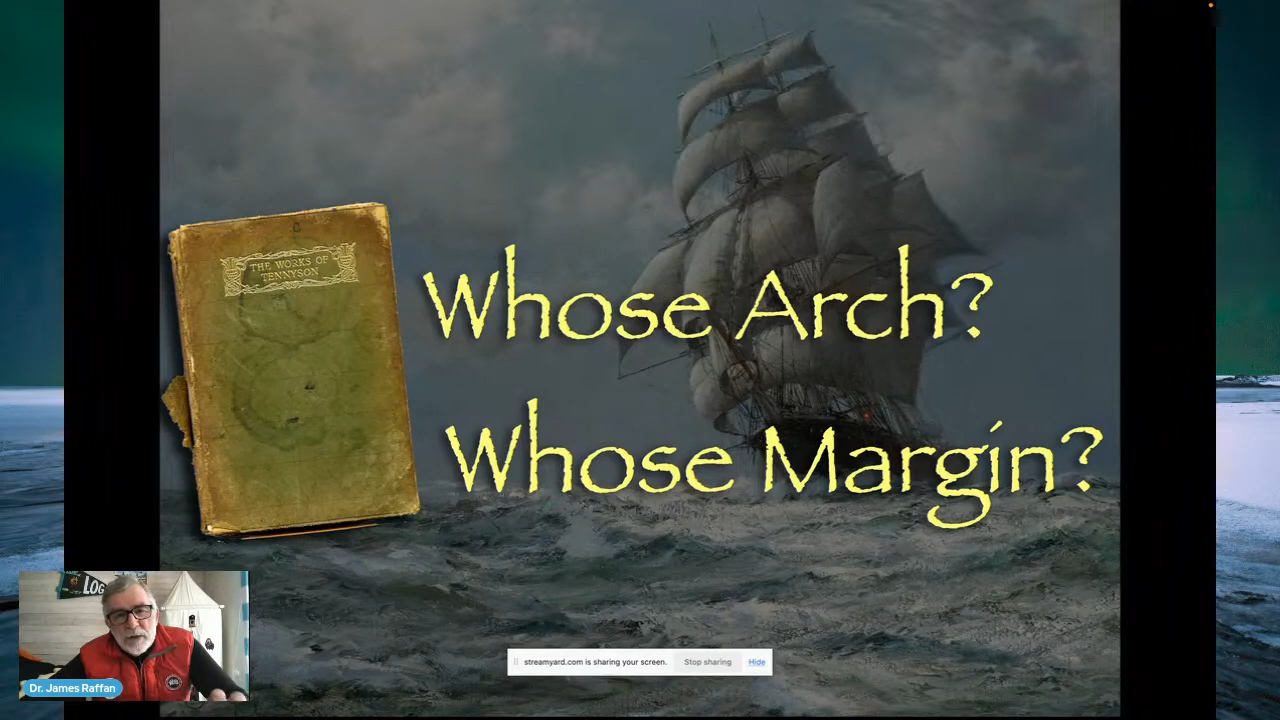 THE WORKS OF
TENNYSON
Whose Arch?
Whose Margin?
LOG
Dr. James Raffan
streamyard.com is sharing your screen.
Stop sharing
Hide